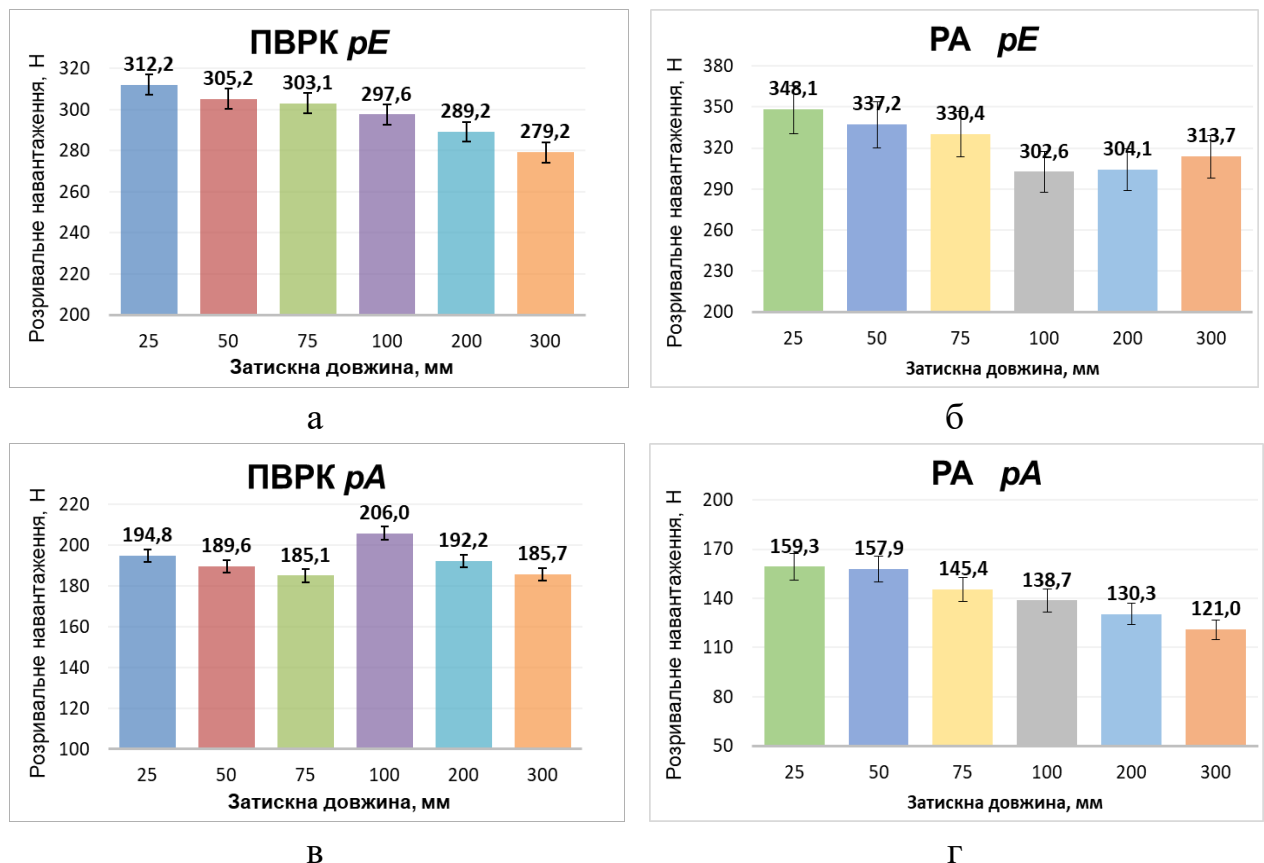 ПВРК pE
Розривальне навантаження, Н
320
300
280
260
240
220
200
312,2
305,2
303,1
297,6
289,2
279,2
25 50 75 100 200 300
Затискна довжина, мм
а
РА pE
Розривальне навантаження, Н
380
350
320
290
260
230
200
348,1
337,2
330,4
302,6
304,1
313,7
25 50 75 100 200 300
Затискна довжина, мм
б
ПВРК pA
Розривальне навантаження, Н
220
200
180
160
140
120
100
194,8
189,6
185,1
206,0
192,2
185,7
25 50 75 100 200 300
Затискна довжина, мм
в
РА pA
Розривальне навантаження, Н
200
170
140
110
80
50
159,3
157,9
145,4
138,7
130,3
121,0
25 50 75 100 200 300
Затискна довжина, мм
г